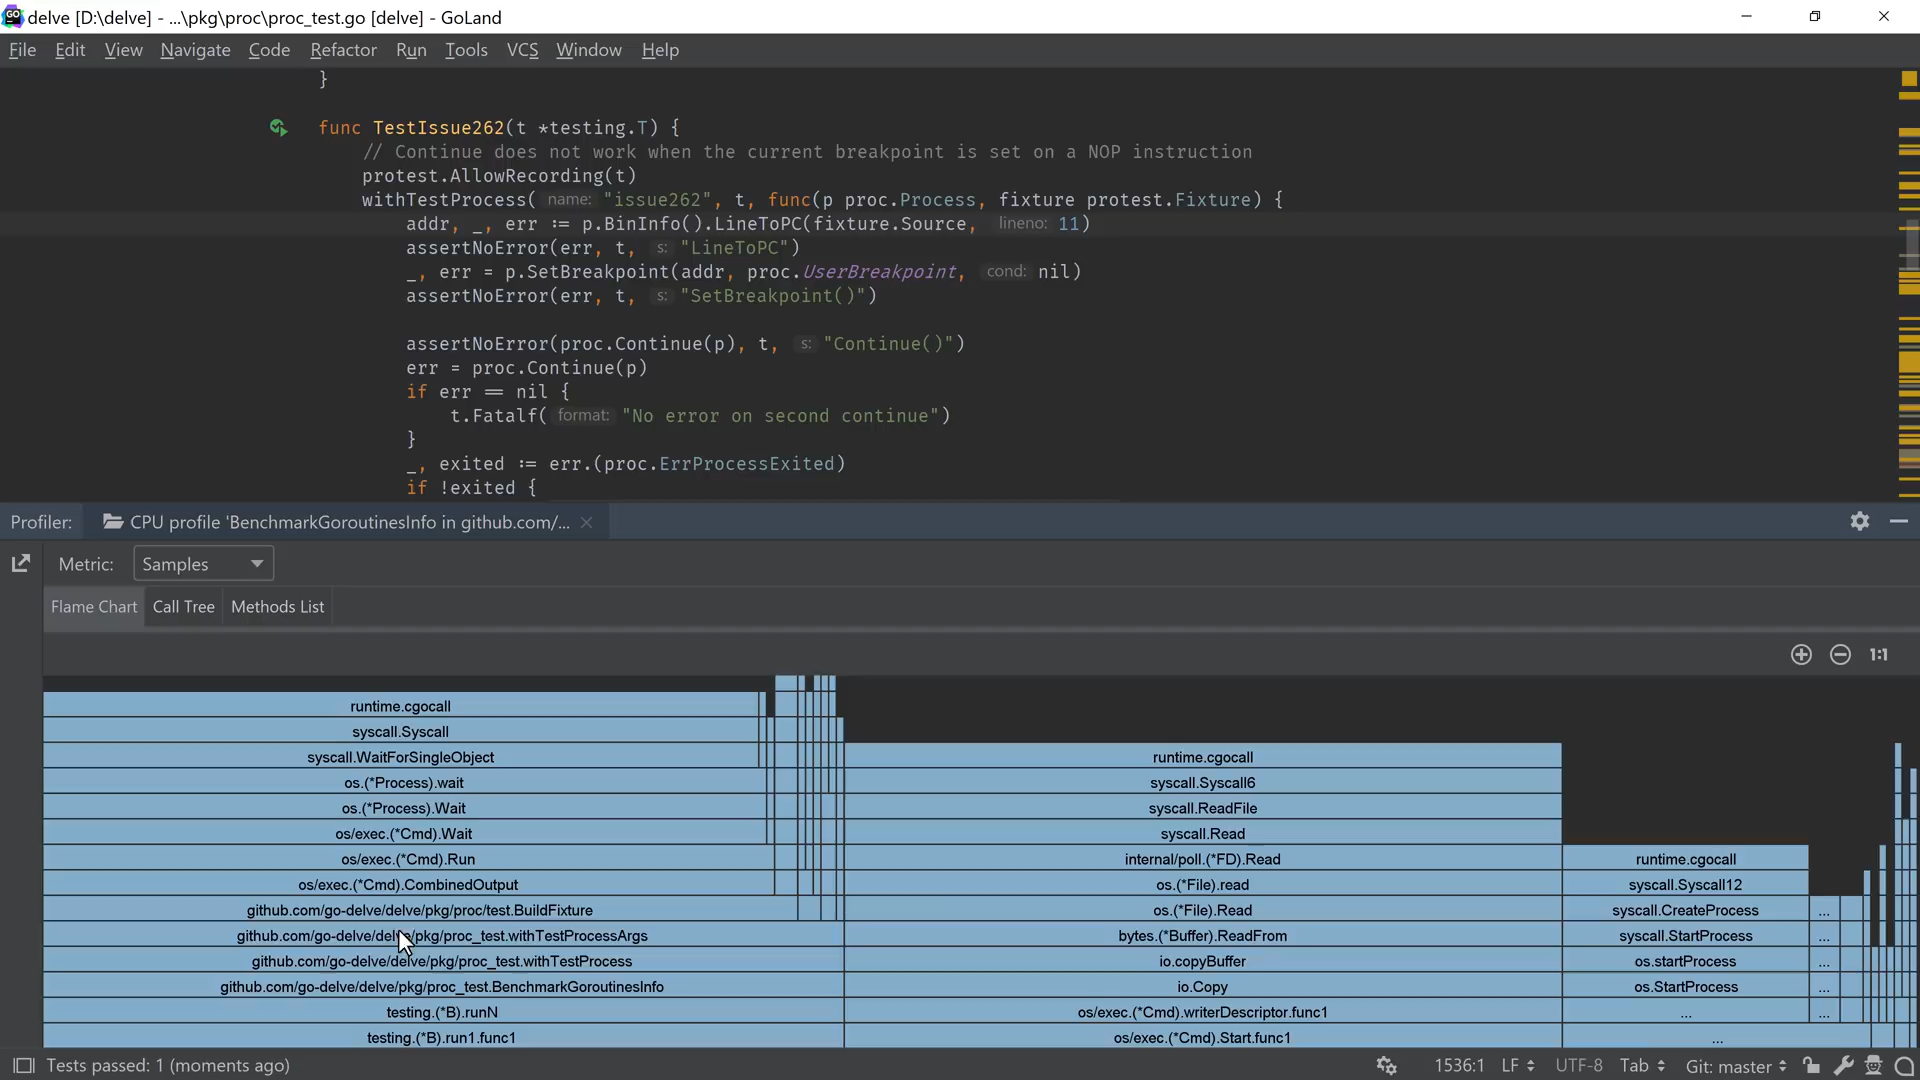 delve [D:\delve] - ...\pkg\proc\proc_test.go [delve] - GoLand
File Edit View Navigate Code Refactor Run Tools VCS Window Help
}
func TestIssue262(t *testing.T) {
// Continue does not work when the current breakpoint is set on a NOP instruction
protest.AllowRecording(t)
withTestProcess( name: "issue262", t, func(p proc.Process, fixture protest.Fixture) {
addr, _, err := p.BinInfo().LineToPC(fixture.Source, lineno: 11)
assertNoError(err, t, s: "LineToPC")
_, err = p.SetBreakpoint(addr, proc.UserBreakpoint, cond: nil)
assertNoError(err, t, s: "SetBreakpoint()")
assertNoError(proc.Continue(p), t, s: "Continue()")
err = proc.Continue(p)
if err == nil {
t.Fatalf( format: "No error on second continue")
}
_, exited := err.(proc.ErrProcessExited)
if !exited {
Profiler: CPU profile 'BenchmarkGoroutinesInfo in github.com/...
Metric: Samples
Flame Chart Call Tree Methods List
1:1
runtime.cgocall
syscall.Syscall
syscall.WaitForSingleObject
os.(*Process).wait
os.(*Process).Wait
os/exec.(*Cmd).Wait
os/exec.(*Cmd).Run
os/exec.(*Cmd).CombinedOutput
github.com/go-delve/delve/pkg/proc/test.BuildFixture
github.com/go-delve/delve/pkg/proc_test.withTestProcessArgs
github.com/go-delve/delve/pkg/proc_test.withTestProcess
github.com/go-delve/delve/pkg/proc_test.BenchmarkGoroutinesInfo
testing.(*B).runN
testing.(*B).run1.func1
runtime.cgocall
syscall.Syscall6
syscall.ReadFile
syscall.Read
internal/poll.(*FD).Read
os.(*File).read
os.(*File).Read
bytes.(*Buffer).ReadFrom
io.copyBuffer
io.Copy
os/exec.(*Cmd).writerDescriptor.func1
os/exec.(*Cmd).Start.func1
runtime.cgocall
syscall.Syscall12
syscall.CreateProcess
syscall.StartProcess
os.startProcess
os.StartProcess
...
...
...
...
...
...
...
Tests passed: 1 (moments ago) 1536:1 LF UTF-8 Tab Git: master